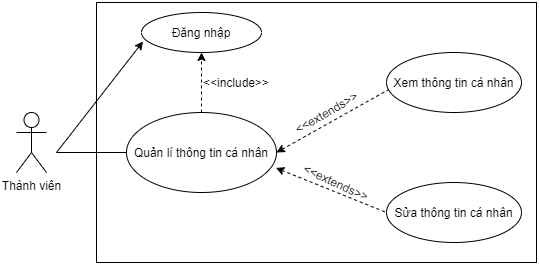 Đăng nhập
<<include>>
Xem thông tin cá nhân
<<extends>>
Quản lí thông tin cá nhân
<<extends>>
Thành viên
Sửa thông tin cá nhân